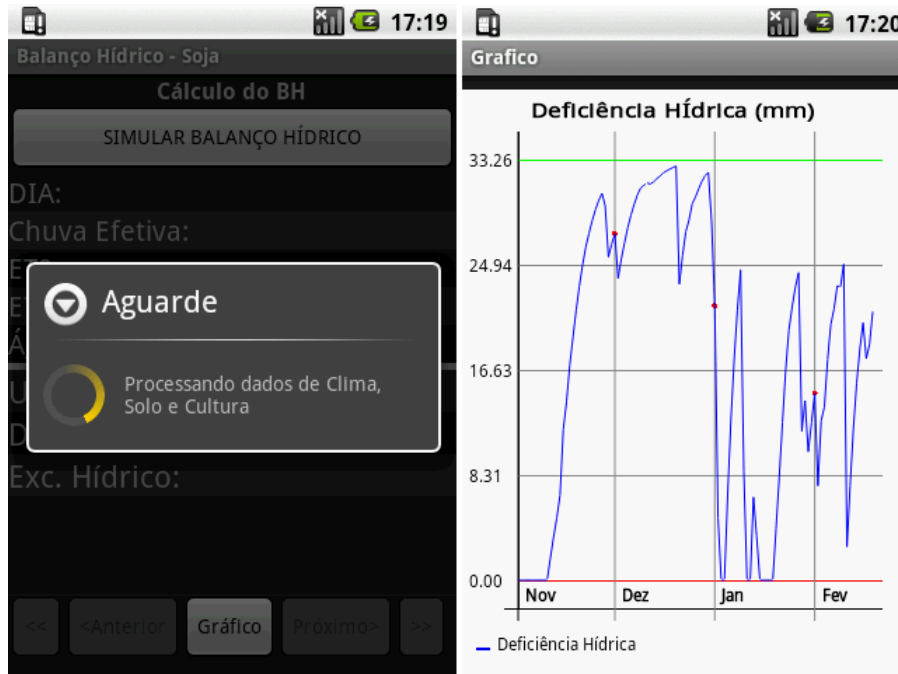 17:19
Balanço Hídrico - Soja
Cálculo do BH
SIMULAR BALANÇO HÍDRICO
DIA:
Chuva Efetiva:
Aguarde
Processando dados de Clima,
Solo e Cultura
Exc. Hídrico:
<<
<Anterior
Gráfico
Próximo>
>>
17:20
Grafico
Deficiência Hídrica (mm)
33.26
24.94
16.63
8.31
0.00
Nov Dez Jan Fev
Deficiência Hídrica